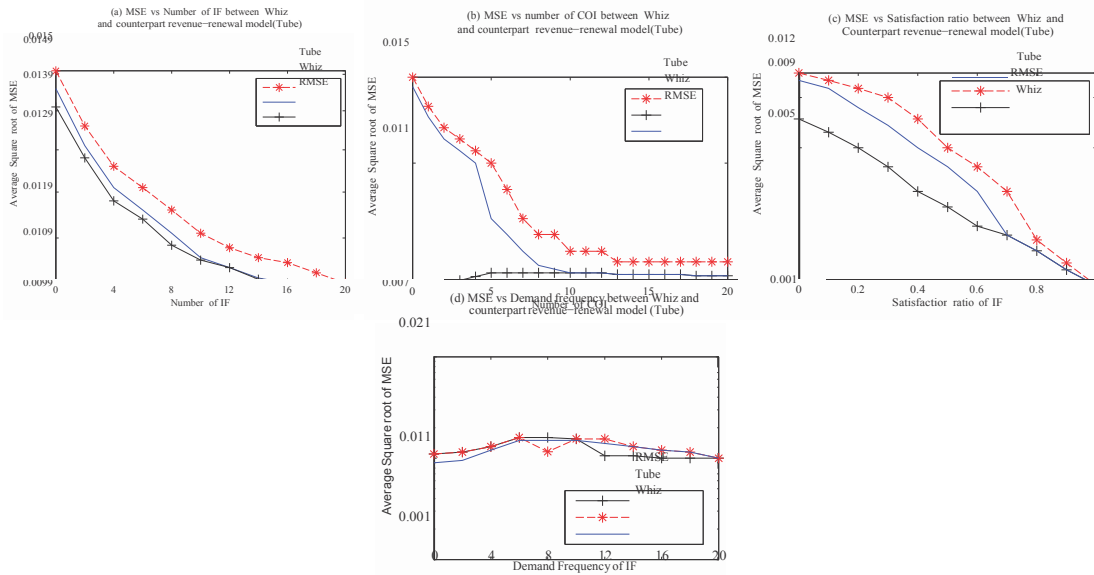 (a) MSE vs Number of IF between Whiz
and counterpart revenue−renewal model (Tube)
0.015
0.0149
0.0139
0.0129
0.0119
0.0109
0.0099
Average Square root of MSE
Tube
Whiz
RMSE
0
4
8
12
16
20
Number of IF
(b) MSE vs number of COI between Whiz
and counterpart revenue−renewal model(Tube)
0.015
0.011
0.007
Average Square root of MSE
Tube
Whiz
RMSE
0
5
10
15
20
Number of COI
(c) MSE vs Satisfaction ratio between Whiz and
Counterpart revenue−renewal model(Tube)
0.012
0.009
0.005
0.001
Average Square root of MSE
Tube
RMSE
Whiz
0
0.2
0.4
0.6
0.8
Satisfaction ratio of IF
(d) MSE vs Demand frequency between Whiz and
counterpart revenue−renewal model (Tube)
0.021
0.011
0.001
Average Square root of MSE
RMSE
Tube
Whiz
0
4
8
12
16
20
Demand Frequency of IF